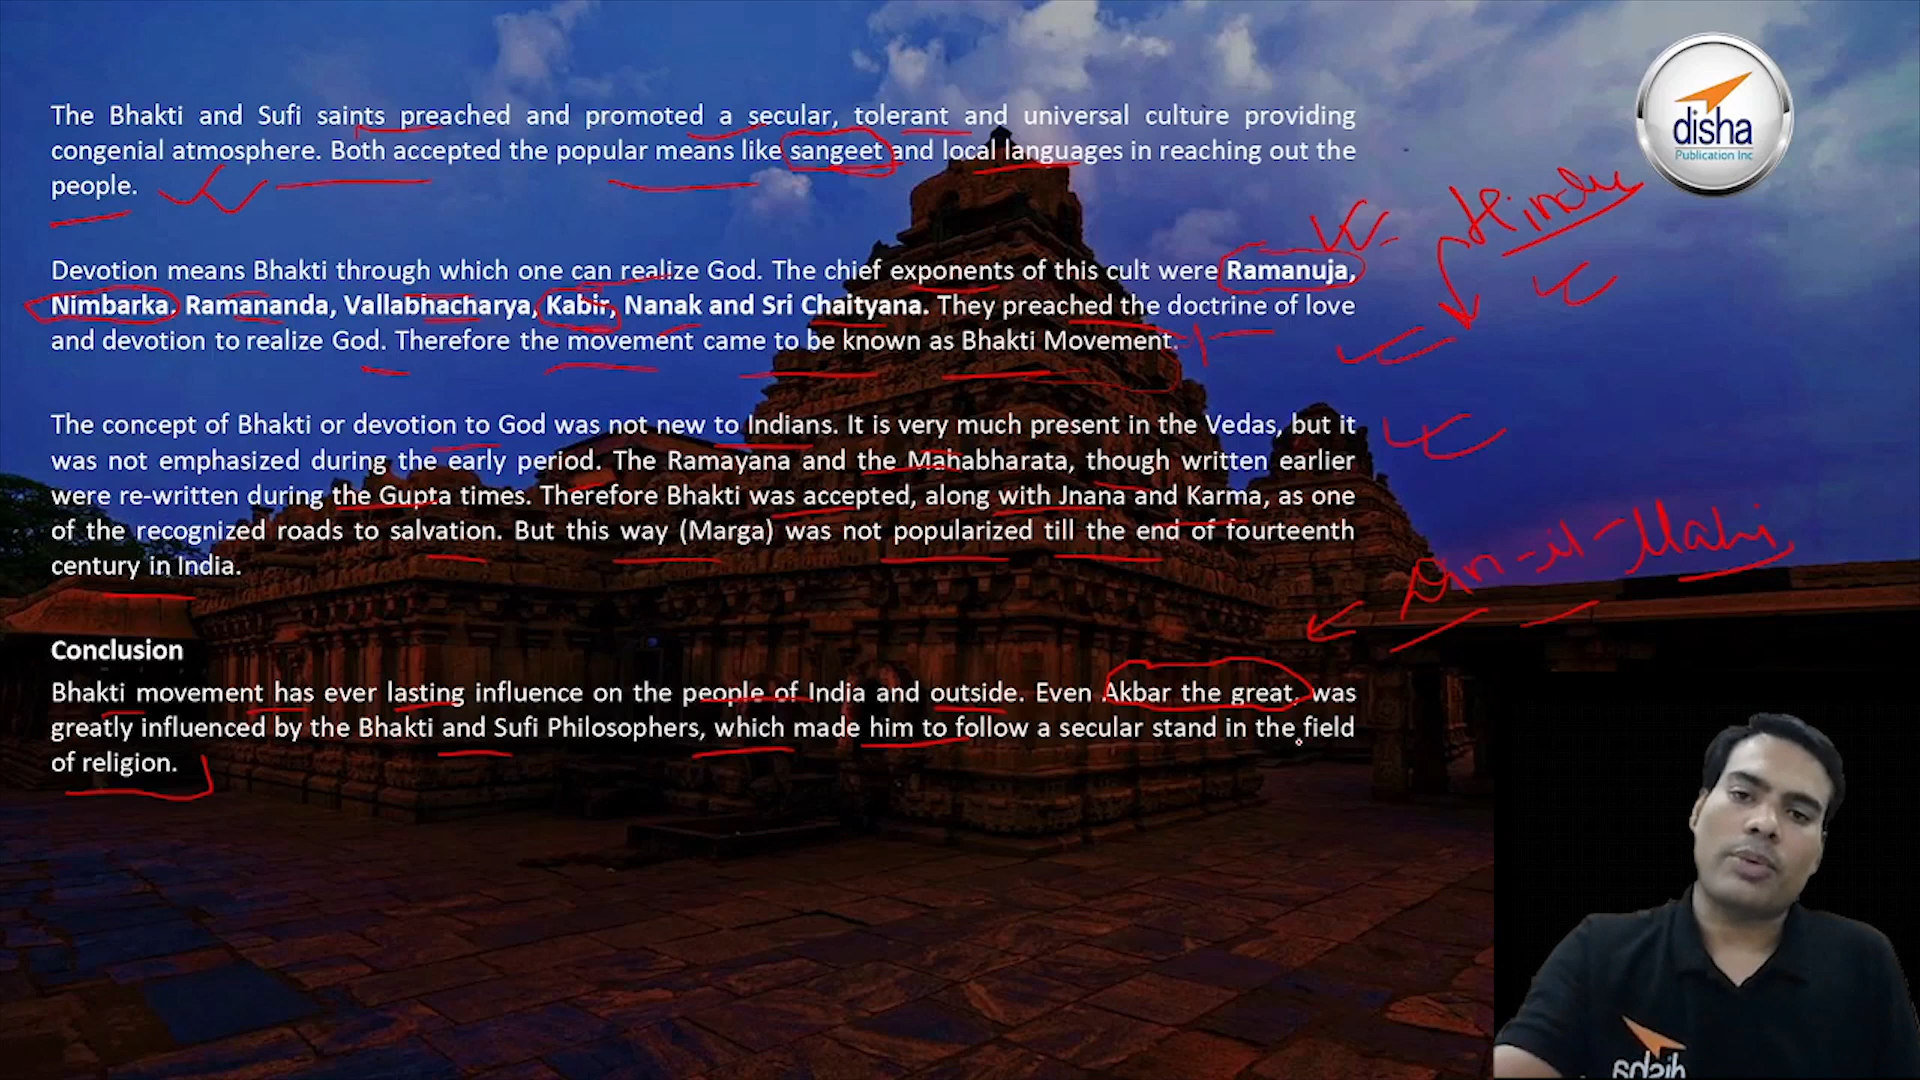 The Bhakti and Sufi saints preached and promoted a secular, tolerant and universal culture providing
congenial atmosphere. Both accepted the popular means like sangeet and local languages in reaching out the
people.
Devotion means Bhakti through which one can realize God. The chief exponents of this cult were Ramanuja,
Nimbarka, Ramananda, Vallabhacharya, Kabir, Nanak and Sri Chaityana. They preached the doctrine of love
and devotion to realize God. Therefore the movement came to be known as Bhakti Movement.
The concept of Bhakti or devotion to God was not new to Indians. It is very much present in the Vedas, but it
was not emphasized during the early period. The Ramayana and the Mahabharata, though written earlier
were re-written during the Gupta times. Therefore Bhakti was accepted, along with Jnana and Karma, as one
of the recognized roads to salvation. But this way (Marga) was not popularized till the end of fourteenth
century in India.
Conclusion
Bhakti movement has ever lasting influence on the people of India and outside. Even Akbar the great, was
greatly influenced by the Bhakti and Sufi Philosophers, which made him to follow a secular stand in the field
of religion.
disha
Publication Inc
Hindu
disha